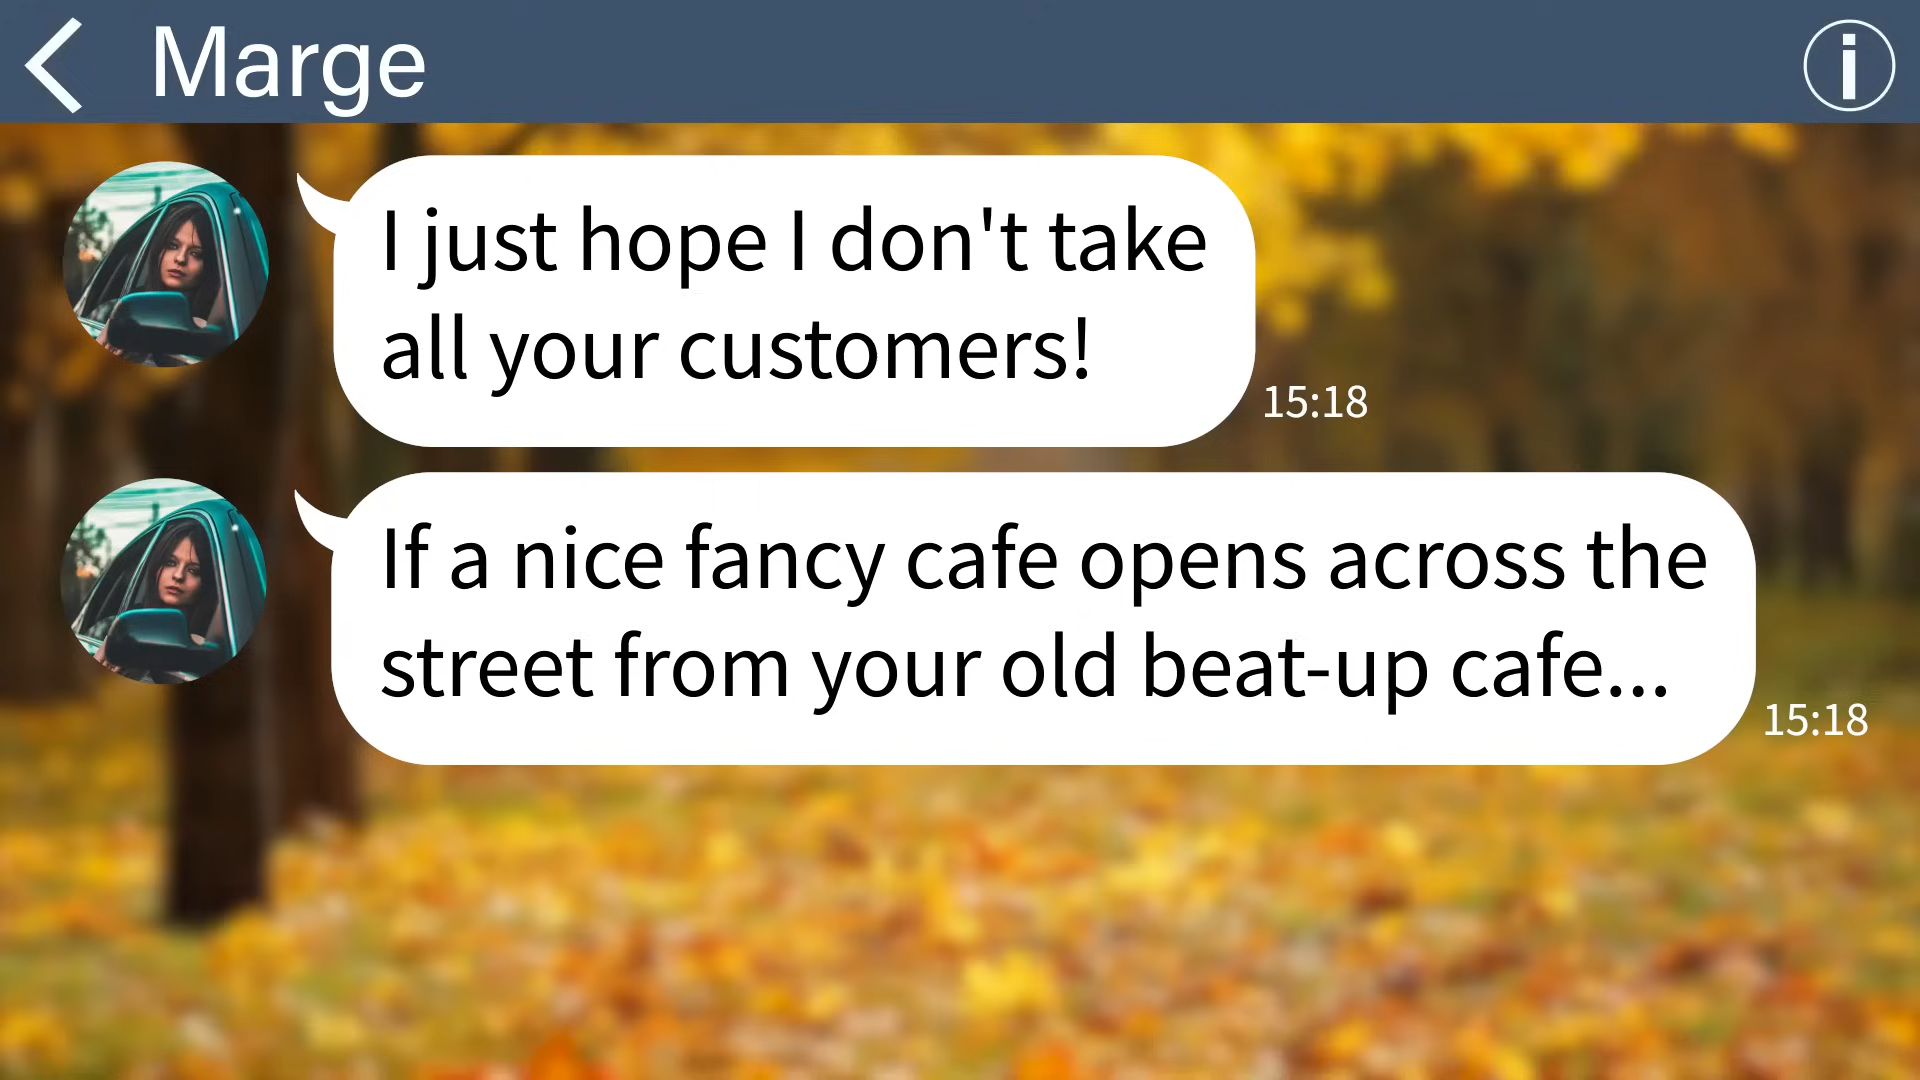 Marge
I just hope I don't take
all your customers!
15:18
If a nice fancy cafe opens across the
street from your old beat-up cafe...
15:18